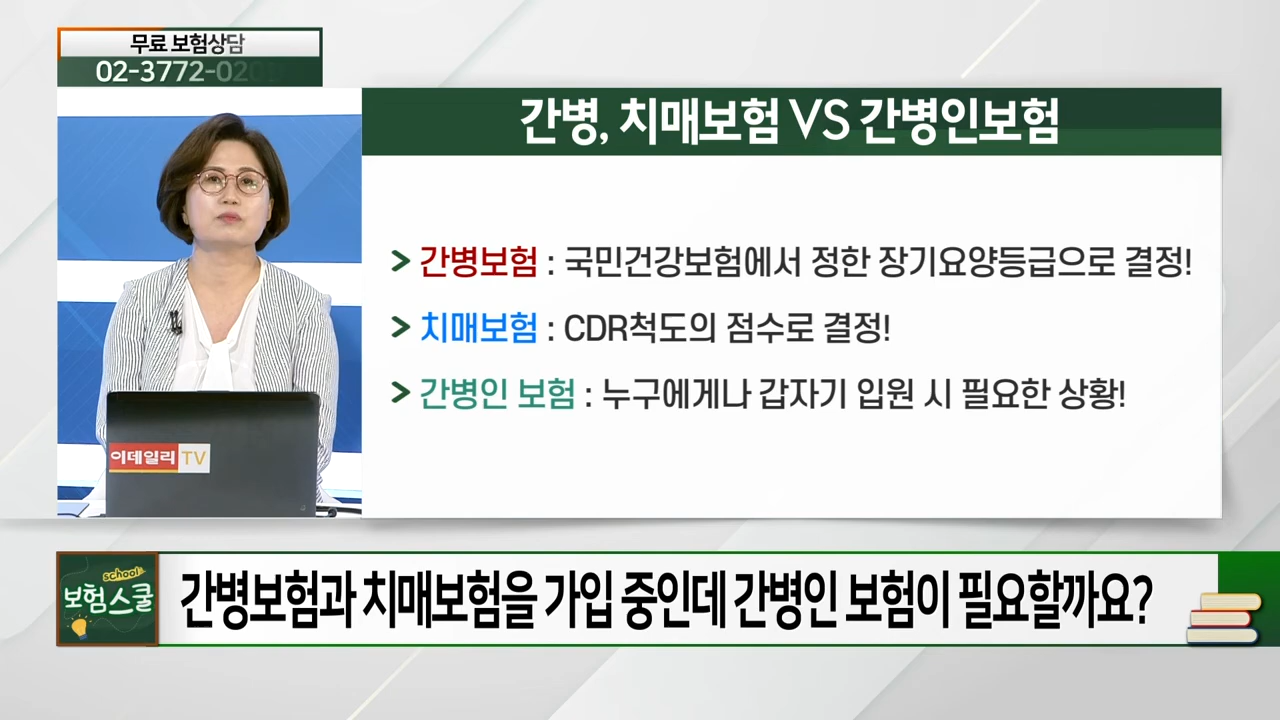 무료 보험상담
02-3772-02
간병, 치매보험 VS 간병인보험
> 간병보험 : 국민건강보험에서 정한 장기요양등급으로 결정!
> 치매보험 : CDR척도의 점수로 결정!
> 간병인 보험 : 누구에게나 갑자기 입원 시 필요한 상황!
이데일리 TV
school
보험스쿨
간병보험과 치매보험을 가입 중인데 간병인 보험이 필요할까요?